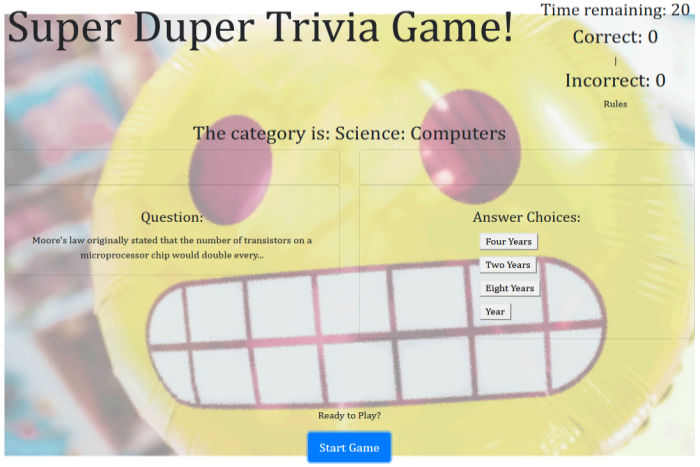 Super Duper Trivia Game!
Time remaining: 20
Correct: 0
|
Incorrect: 0
Rules
The category is: Science: Computers
Question:
Moore's law originally stated that the number of transistors on a
microprocessor chip would double every...
Answer Choices:
Four Years
Two Years
Eight Years
Year
Ready to Play?
Start Game